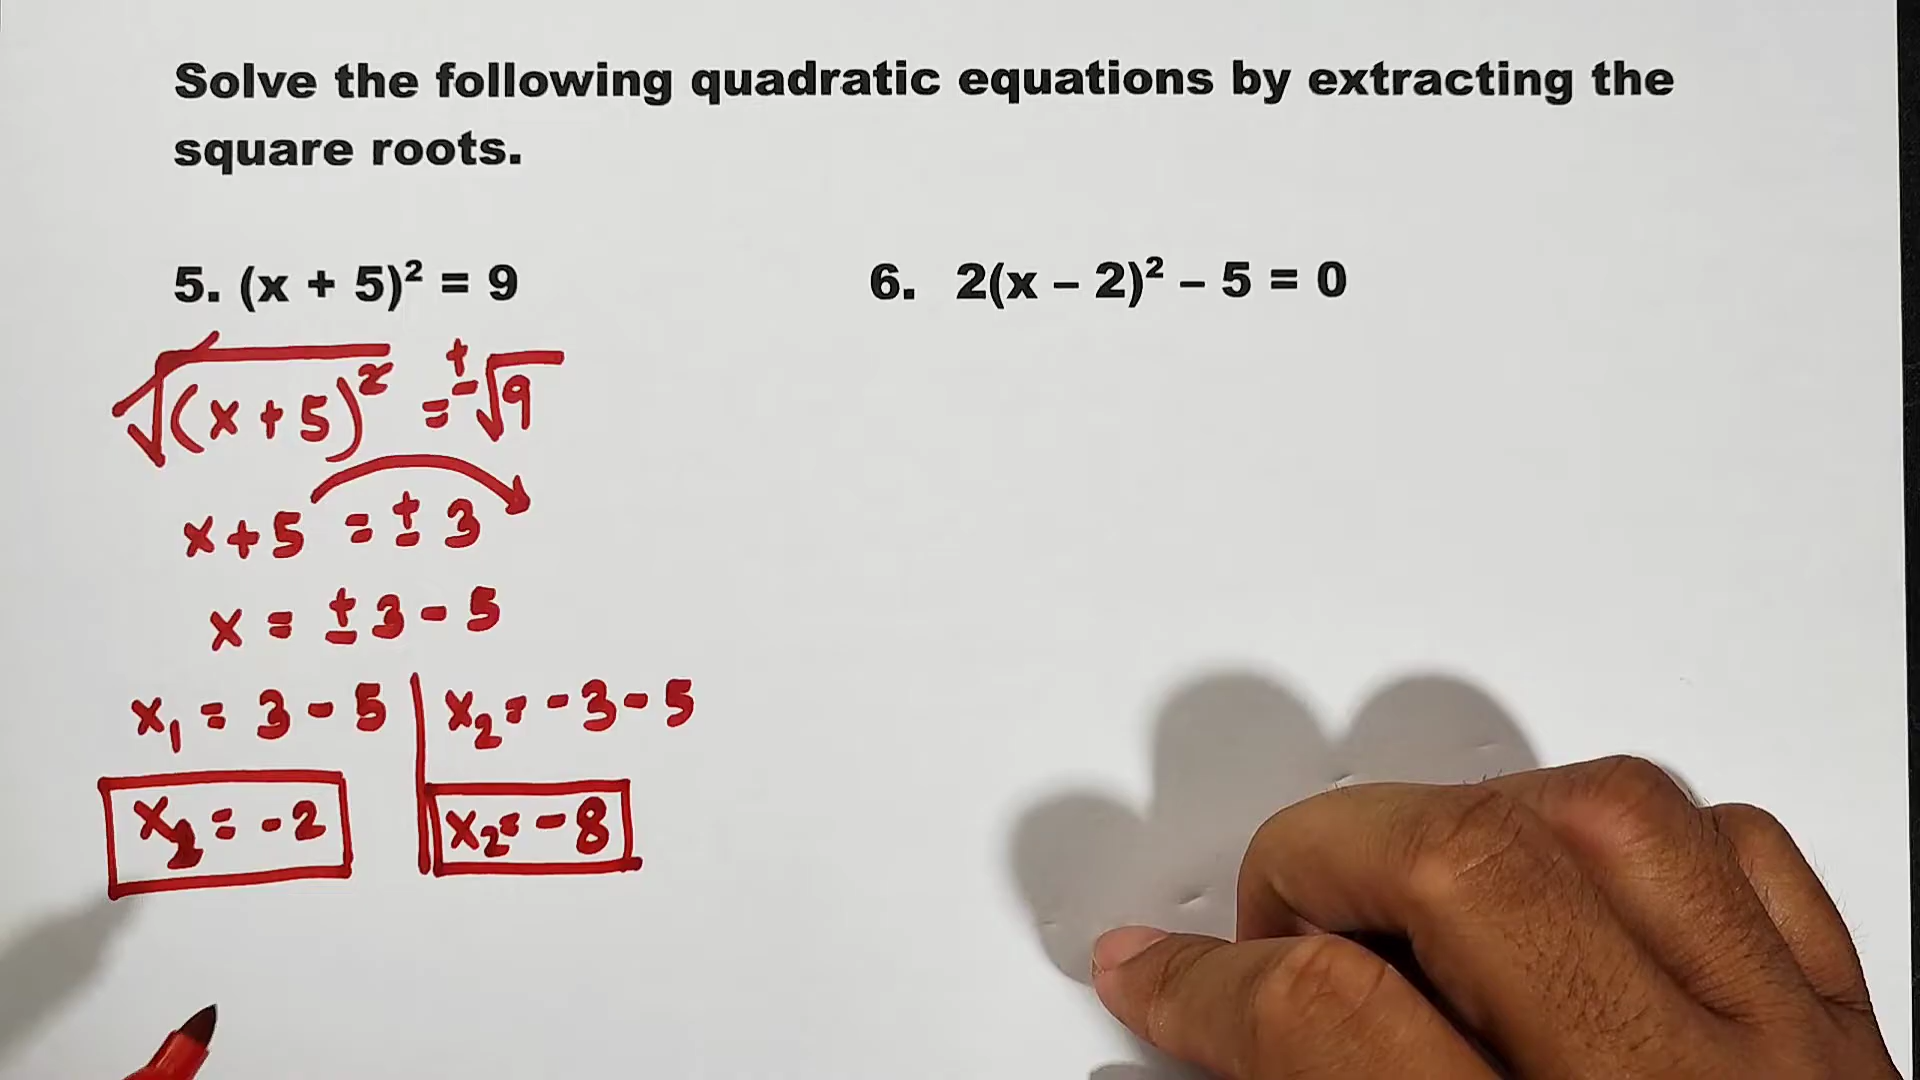 Solve the following quadratic equations by extracting the
square roots.
5. (x + 5)² = 9
√(x+5)² = ±√9
x+5 = ±3
x = ±3-5
x₁ = 3-5
x₂ = -3-5
x₂ = -2
x₂ = -8
6. 2(x – 2)² – 5 = 0